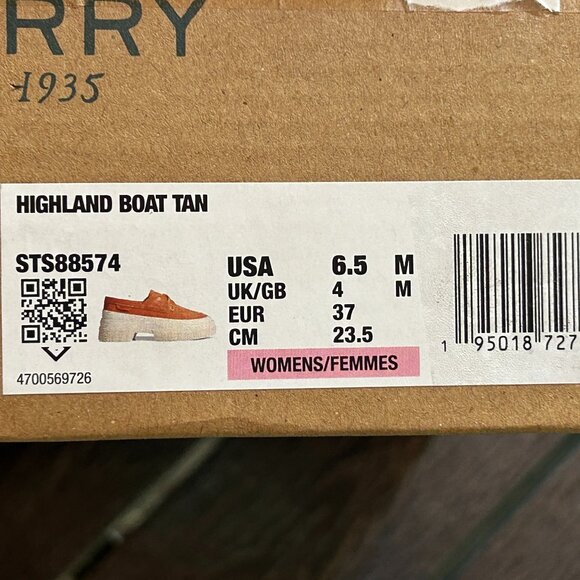 RRY
1935
HIGHLAND BOAT TAN
STS88574
USA 6.5 M
UK/GB 4 M
EUR 37
CM 23.5
WOMENS/FEMMES
4700569726
1 95018 727